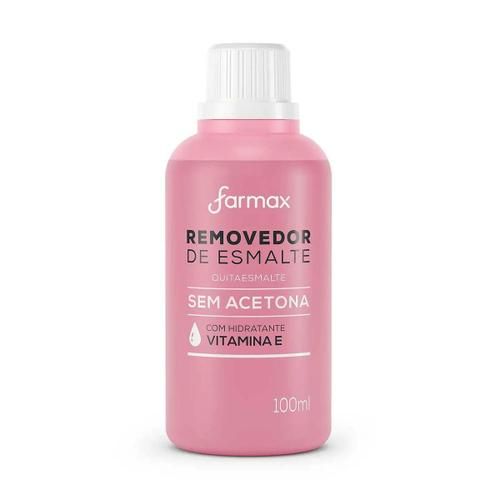 farmax
REMOVEDOR
DE ESMALTE
QUITAESMALTE
SEM ACETONA
COM HIDRATANTE
VITAMINA E
100ml